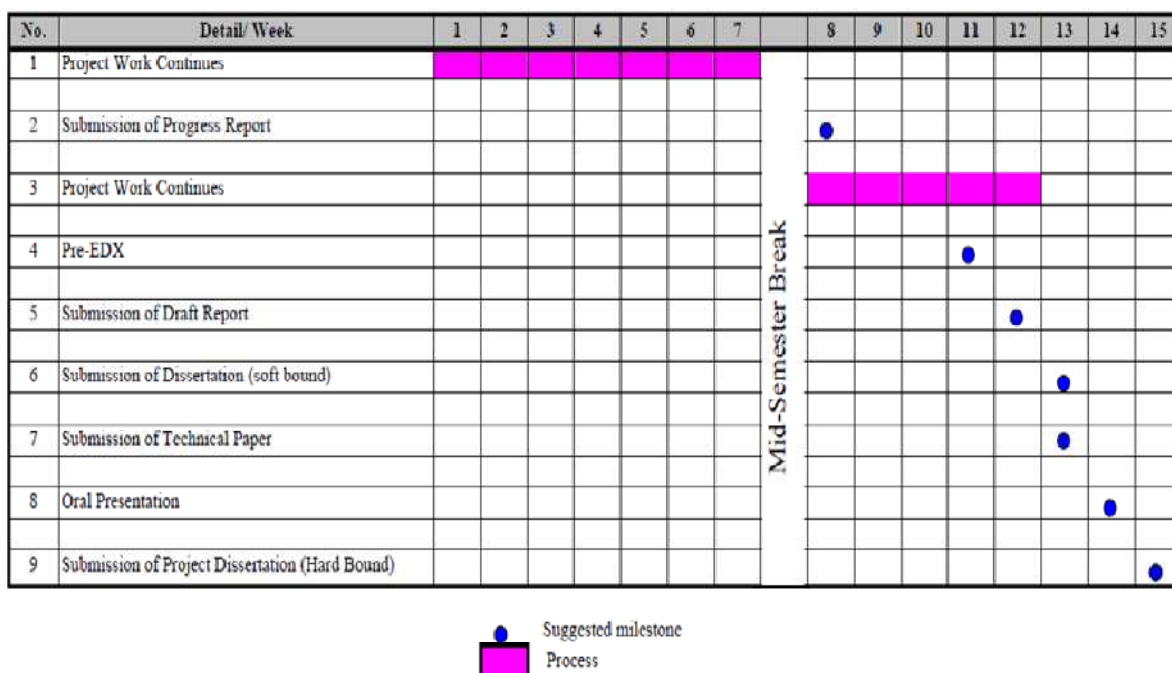 No. Detail/ Week 1 2 3 4 5 6 7 8 9 10 11 12 13 14 15
1 Project Work Continues
2 Submission of Progress Report
3 Project Work Continues
4 Pre-EDX
5 Submission of Draft Report
6 Submission of Dissertation (soft bound)
7 Submission of Technical Paper
8 Oral Presentation
9 Submission of Project Dissertation (Hard Bound)
Mid-Semester Break
Suggested milestone
Process